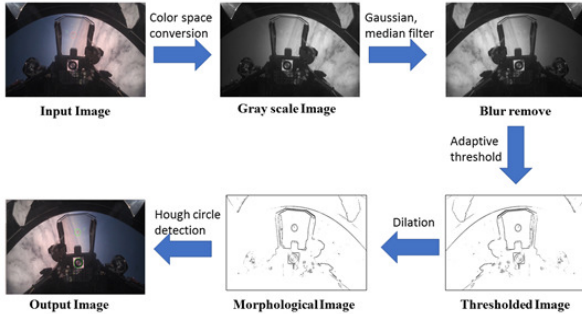 Color space
conversion
Gaussian,
median filter
Input Image
Gray scale Image
Blur remove
Adaptive
threshold
Hough circle
detection
Dilation
Output Image
Morphological Image
Thresholded Image